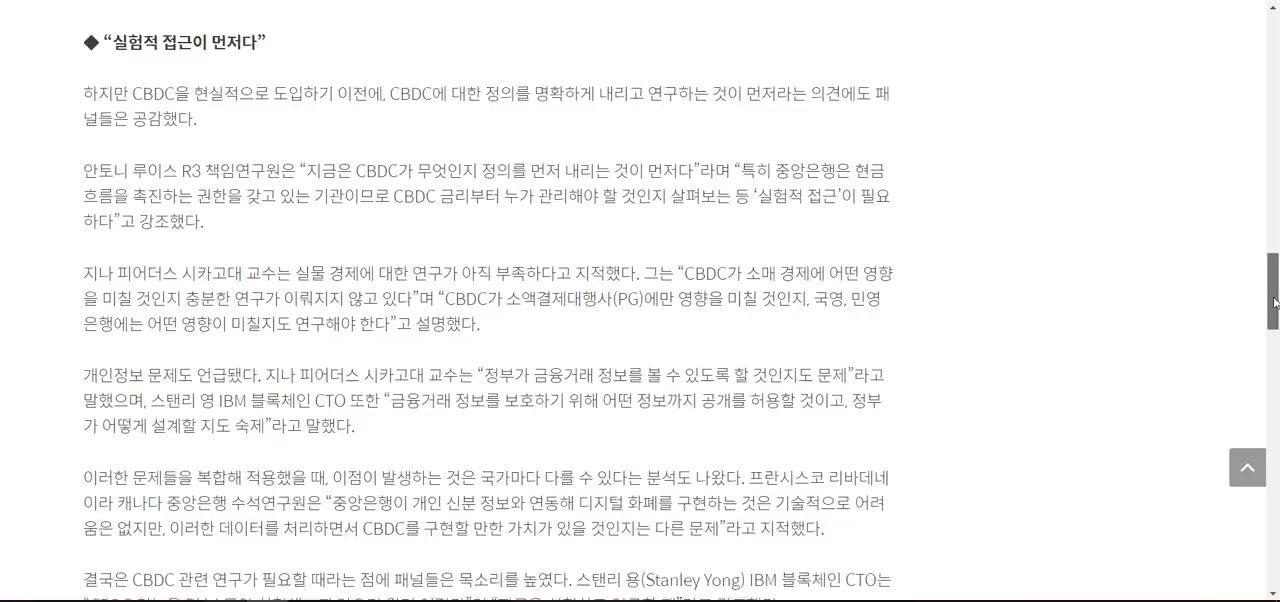 ◆ “실험적 접근이 먼저다”
하지만 CBDC을 현실적으로 도입하기 이전에, CBDC에 대한 정의를 명확하게 내리고 연구하는 것이 먼저라는 의견에도 패
널들은 공감했다.
안토니 루이스 R3 책임연구원은 “지금은 CBDC가 무엇인지 정의를 먼저 내리는 것이 먼저다”라며 “특히 중앙은행은 현금
흐름을 촉진하는 권한을 갖고 있는 기관이므로 CBDC 금리부터 누가 관리해야 할 것인지 살펴보는 등 ‘실험적 접근’이 필요
하다”고 강조했다.
지나 피어더스 시카고대 교수는 실물 경제에 대한 연구가 아직 부족하다고 지적했다. 그는 “CBDC가 소매 경제에 어떤 영향
을 미칠 것인지 충분한 연구가 이뤄지지 않고 있다”며 “CBDC가 소액결제대행사(PG)에만 영향을 미칠 것인지, 국영, 민영
은행에는 어떤 영향이 미칠지도 연구해야 한다”고 설명했다.
개인정보 문제도 언급됐다. 지나 피어더스 시카고대 교수는 “정부가 금융거래 정보를 볼 수 있도록 할 것인지도 문제”라고
말했으며, 스탠리 영 IBM 블록체인 CTO 또한 “금융거래 정보를 보호하기 위해 어떤 정보까지 공개를 허용할 것이고, 정부
가 어떻게 설계할 지도 숙제”라고 말했다.
이러한 문제들을 복합해 적용했을 때, 이점이 발생하는 것은 국가마다 다를 수 있다는 분석도 나왔다. 프란시스코 리바데네
이라 캐나다 중앙은행 수석연구원은 “중앙은행이 개인 신분 정보와 연동해 디지털 화폐를 구현하는 것은 기술적으로 어려
움은 없지만, 이러한 데이터를 처리하면서 CBDC를 구현할 만한 가치가 있을 것인지는 다른 문제”라고 지적했다.
결국은 CBDC 관련 연구가 필요할 때라는 점에 패널들은 목소리를 높였다. 스탠리 용(Stanley Yong) IBM 블록체인 CTO는